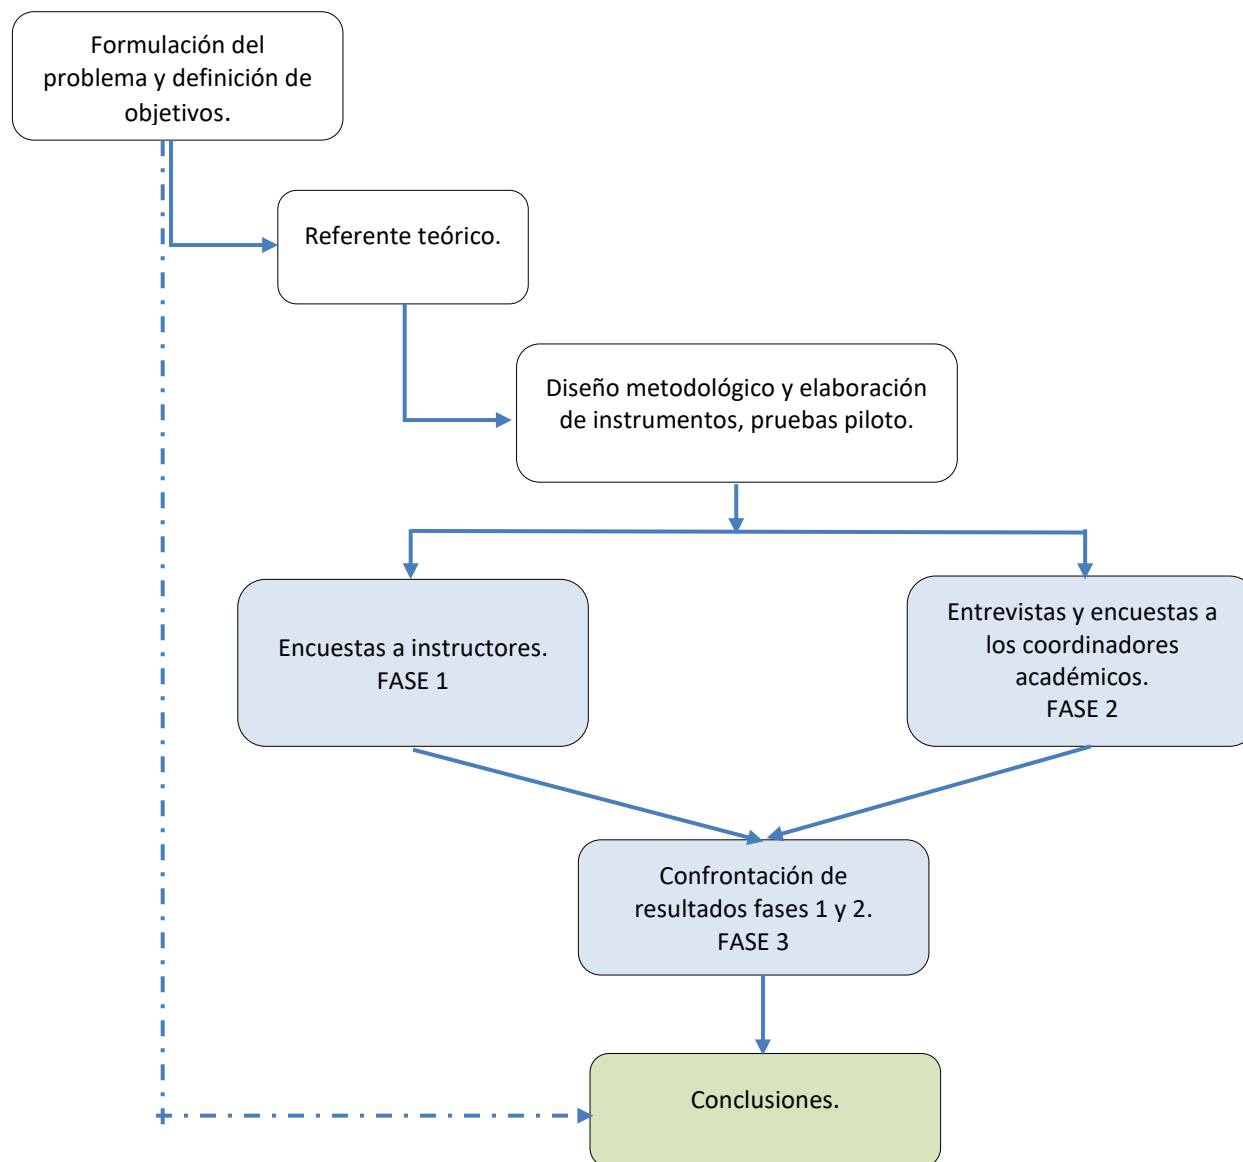 Formulación del
problema y definición de
objetivos.
Referente teórico.
Diseño metodológico y elaboración
de instrumentos, pruebas piloto.
Encuestas a instructores.
FASE 1
Entrevistas y encuestas a
los coordinadores
académicos.
FASE 2
Confrontación de
resultados fases 1 y 2.
FASE 3
Conclusiones.